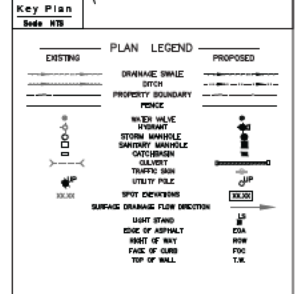 Key Plan
Scale NTS
PLAN LEGEND
EXISTING PROPOSED
DRAINAGE SWALE
DITCH
PROPERTY BOUNDARY
FENCE
WATER VALVE
HYDRANT
STORM MANHOLE
SANITARY MANHOLE
CATCHBASIN
CULVERT
TRAFFIC SIGN
UP UTILITY POLE UP
XX.XX SPOT ELEVATIONS XX.XX
SURFACE DRAINAGE FLOW DIRECTION
LIGHT STAND LS
EDGE OF ASPHALT EOA
RIGHT OF WAY ROW
FACE OF CURB FOC
TOP OF WALL T.W.